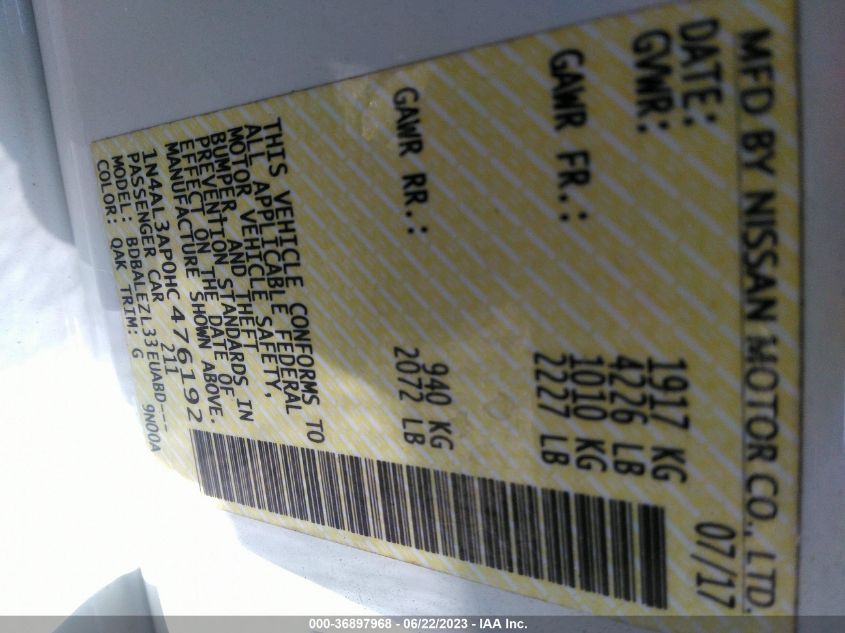 MFD BY NISSAN MOTOR CO., LTD.
DATE: 07/17
GVWR: 1917 KG
4226 LB
GAWR FR.: 1010 KG
2227 LB
GAWR RR.: 940 KG
2072 LB
THIS VEHICLE CONFORMS TO
ALL APPLICABLE FEDERAL
MOTOR VEHICLE SAFETY,
BUMPER, AND THEFT
PREVENTION STANDARDS IN
EFFECT ON THE DATE OF
MANUFACTURE SHOWN ABOVE.
1N4AL3AP0HC476192
PASSENGER CAR 211
MODEL: BDBALEZL33EUABD---
COLOR: QAK TRIM: G 9N00A
000-36897968 - 06/22/2023 - IAA Inc.